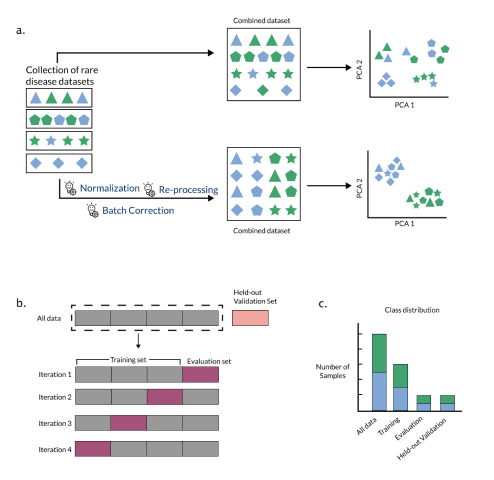 a.
Combined dataset
Collection of rare
disease datasets
PCA 2
PCA 1
Normalization
Re-processing
Batch Correction
Combined dataset
PCA 2
PCA 1
b.
All data
Held-out
Validation Set
Training set
Evaluation set
Iteration 1
Iteration 2
Iteration 3
Iteration 4
c.
Class distribution
Number of
Samples
All data
Training
Evaluation
Held-out Validation